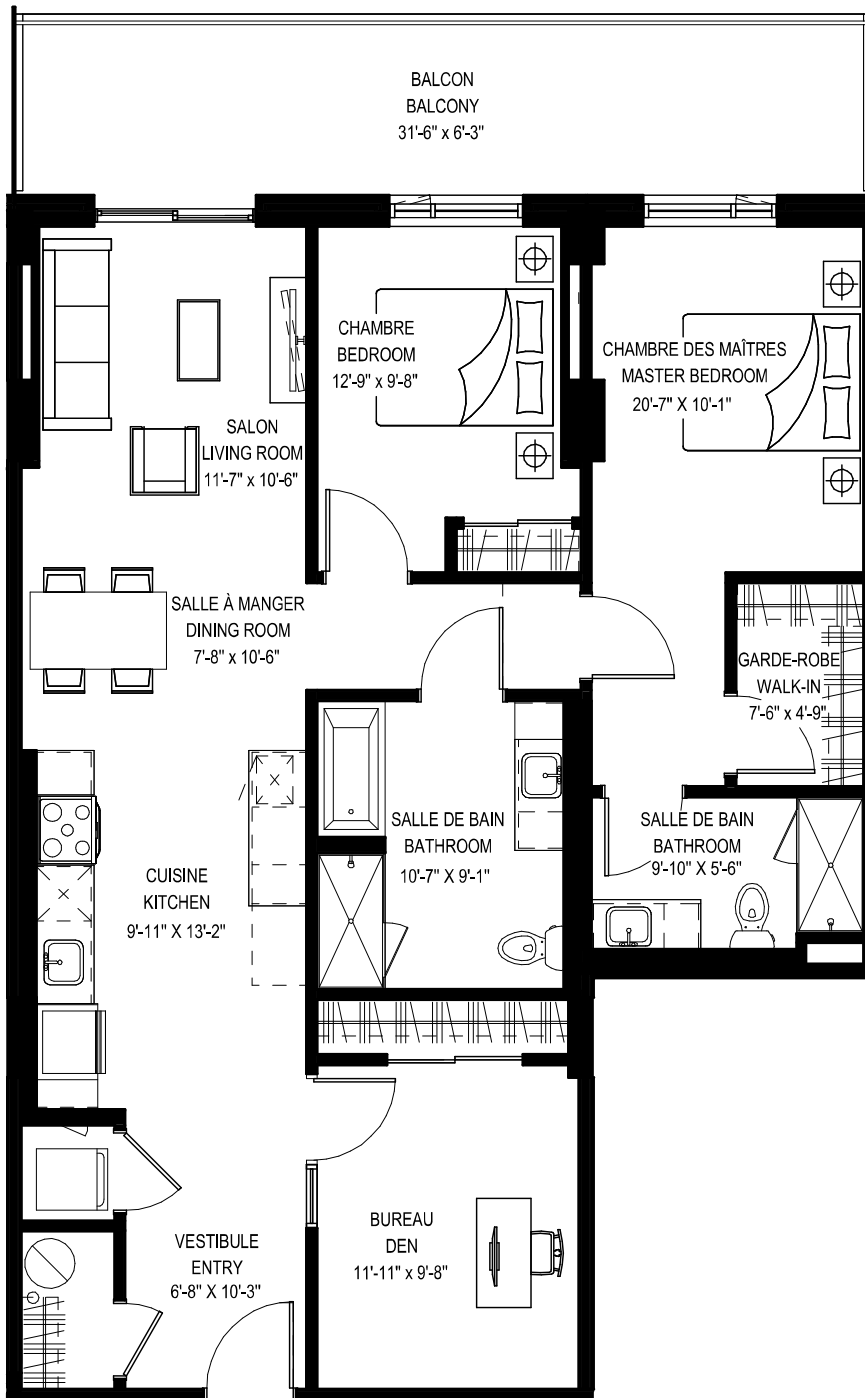 BALCON
BALCONY
31'-6" x 6'-3"
CHAMBRE
BEDROOM
12'-9" x 9'-8"
CHAMBRE DES MAÎTRES
MASTER BEDROOM
20'-7" X 10'-1"
SALON
LIVING ROOM
11'-7" x 10'-6"
SALLE À MANGER
DINING ROOM
7'-8" x 10'-6"
GARDE-ROBE
WALK-IN
7'-6" x 4'-9"
SALLE DE BAIN
BATHROOM
10'-7" X 9'-1"
SALLE DE BAIN
BATHROOM
9'-10" X 5'-6"
CUISINE
KITCHEN
9'-11" X 13'-2"
BUREAU
DEN
11'-11" x 9'-8"
VESTIBULE
ENTRY
6'-8" X 10'-3"